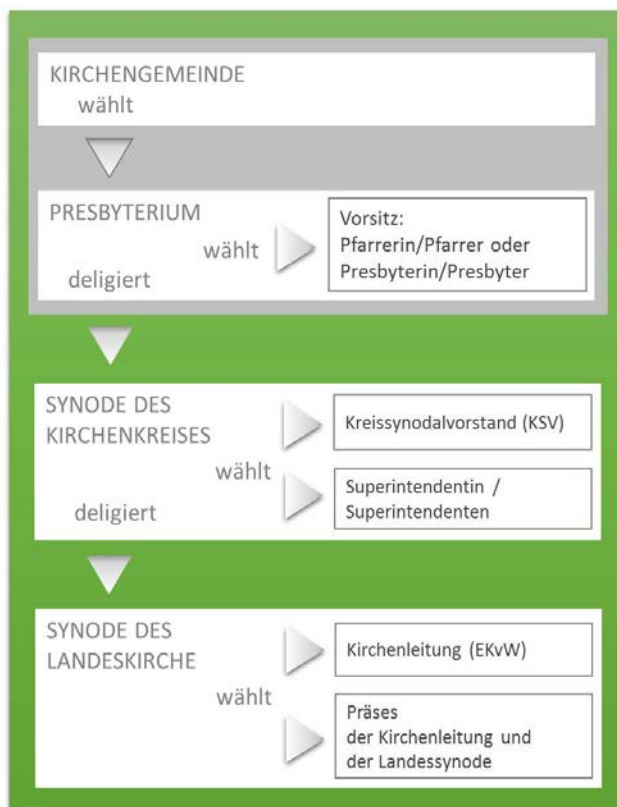 KIRCHENGEMEINDE
wählt
PRESBYTERIUM
wählt
deligiert
Vorsitz:
Pfarrerin/Pfarrer oder
Presbyterin/Presbyter
SYNODE DES
KIRCHENKREISES
wählt
deligiert
Kreissynodalvorstand (KSV)
Superintendentin /
Superintendenten
SYNODE DES
LANDESKIRCHE
wählt
Kirchenleitung (EKvW)
Präses
der Kirchenleitung und
der Landessynode